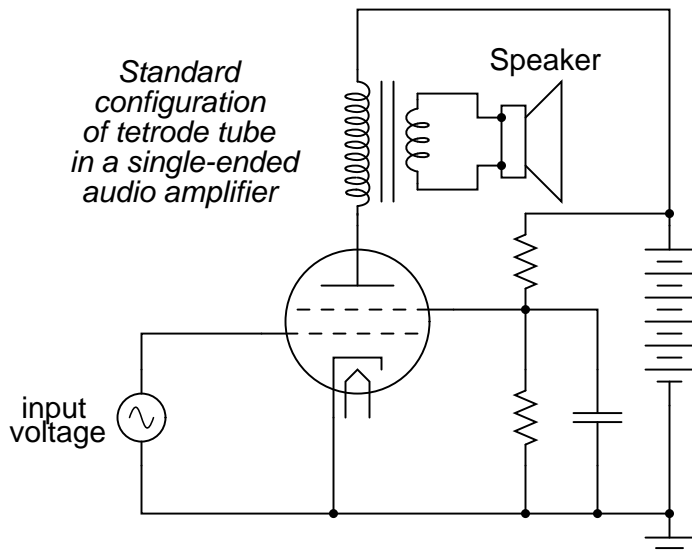 Standard
configuration
of tetrode tube
in a single-ended
audio amplifier
Speaker
input
voltage